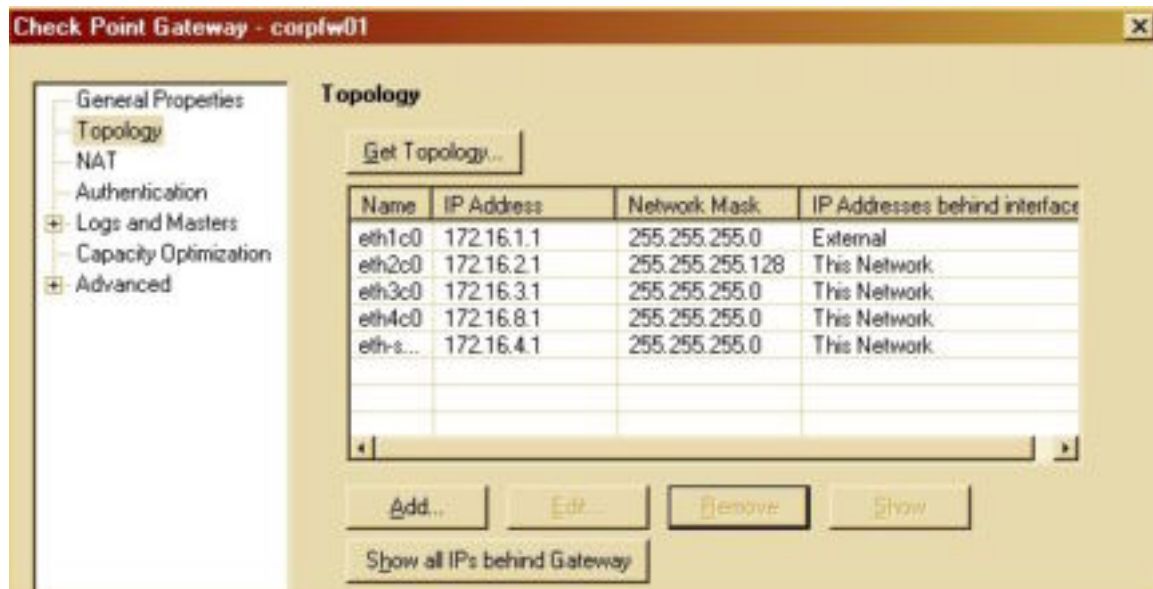 Check Point Gateway - corpfw01
General Properties
Topology
NAT
Authentication
Logs and Masters
Capacity Optimization
Advanced
Topology
Get Topology...
Name IP Address Network Mask IP Addresses behind interface
eth1c0 172.16.1.1 255.255.255.0 External
eth2c0 172.16.2.1 255.255.255.128 This Network
eth3c0 172.16.3.1 255.255.255.0 This Network
eth4c0 172.16.8.1 255.255.255.0 This Network
eth-s... 172.16.4.1 255.255.255.0 This Network
Add... Edit... Remove Show
Show all IPs behind Gateway